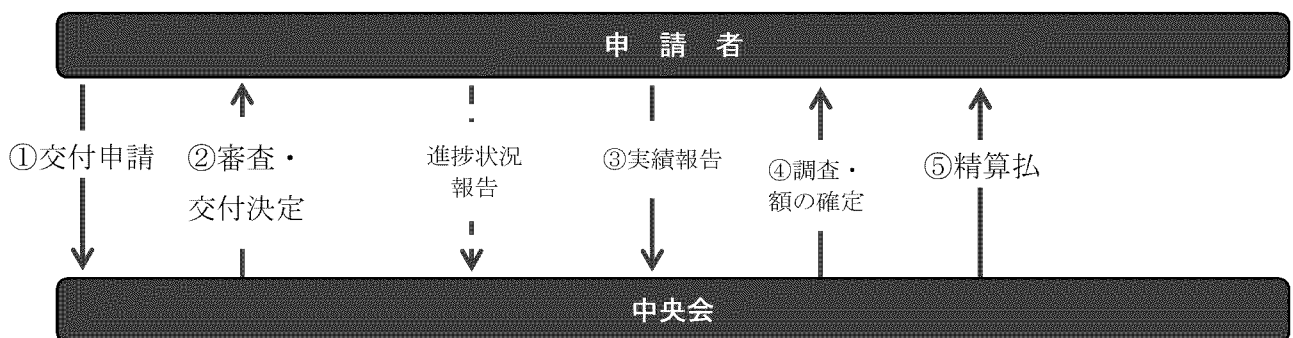 申請者
①交付申請
②審査・
交付決定
進捗状況
報告
③実績報告
④調査・
額の確定
⑤精算払
中央会